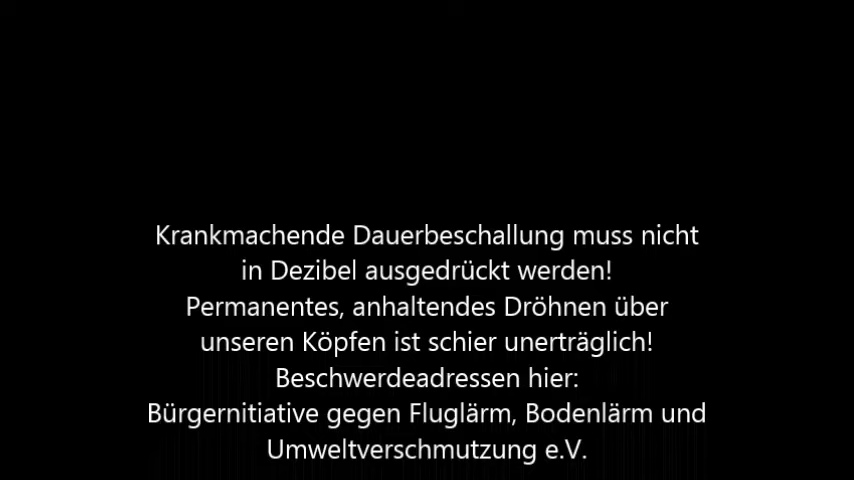 Krankmachende Dauerbeschallung muss nicht
in Dezibel ausgedrückt werden!
Permanentes, anhaltendes Dröhnen über
unseren Köpfen ist schier unerträglich!
Beschwerdeadressen hier:
Bürgernitiative gegen Fluglärm, Bodenlärm und
Umweltverschmutzung e.V.